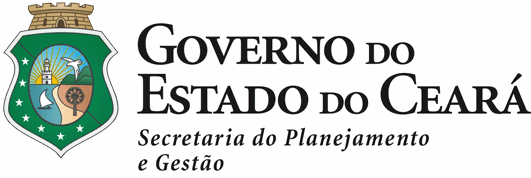 GOVERNO DO
ESTADO DO CEARÁ
Secretaria do Planejamento
e Gestão